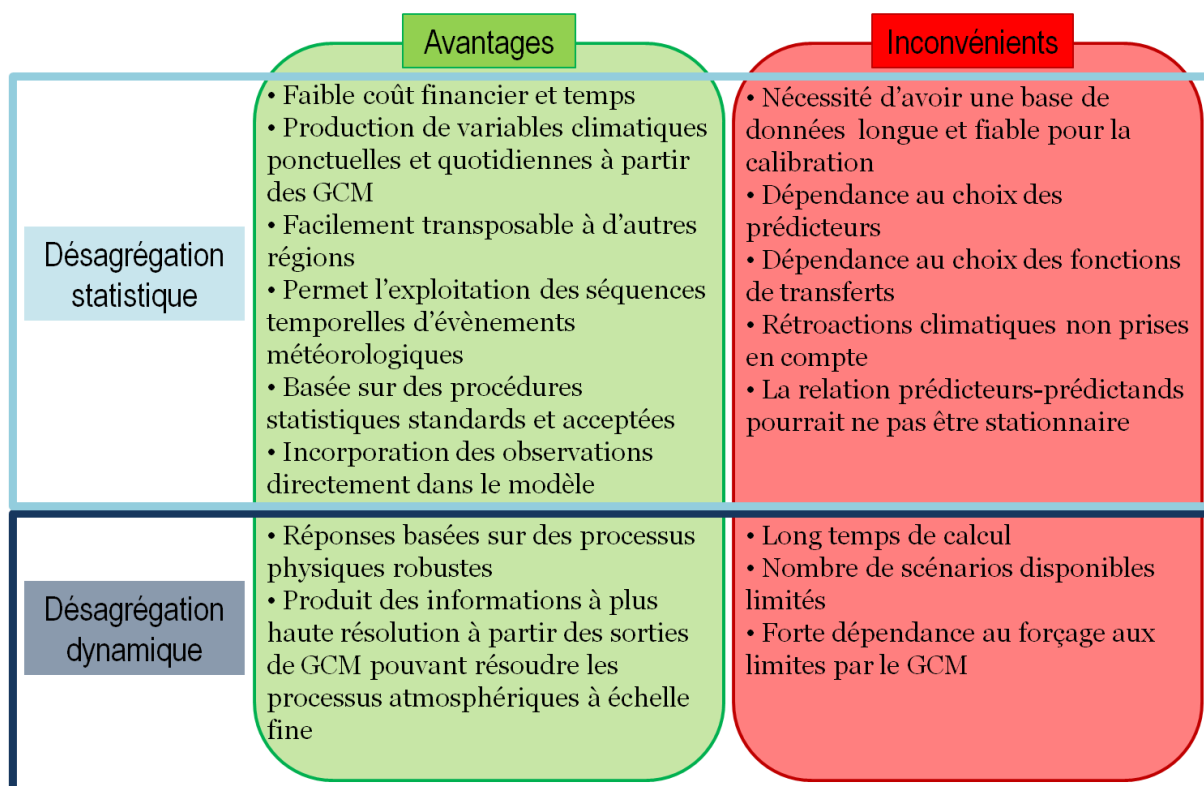 Avantages
Inconvénients
Désagrégation
statistique
• Faible coût financier et temps
• Production de variables climatiques
ponctuelles et quotidiennes à partir
des GCM
• Facilement transposable à d'autres
régions
• Permet l'exploitation des séquences
temporelles d'évènements
météorologiques
• Basée sur des procédures
statistiques standards et acceptées
• Incorporation des observations
directement dans le modèle
• Nécessité d'avoir une base de
données longue et fiable pour la
calibration
• Dépendance au choix des
prédicteurs
• Dépendance au choix des fonctions
de transferts
• Rétroactions climatiques non prises
en compte
• La relation prédicteurs-prédictands
pourrait ne pas être stationnaire
Désagrégation
dynamique
• Réponses basées sur des processus
physiques robustes
• Produit des informations à plus
haute résolution à partir des sorties
de GCM pouvant résoudre les
processus atmosphériques à échelle
fine
• Long temps de calcul
• Nombre de scénarios disponibles
limités
• Forte dépendance au forçage aux
limites par le GCM